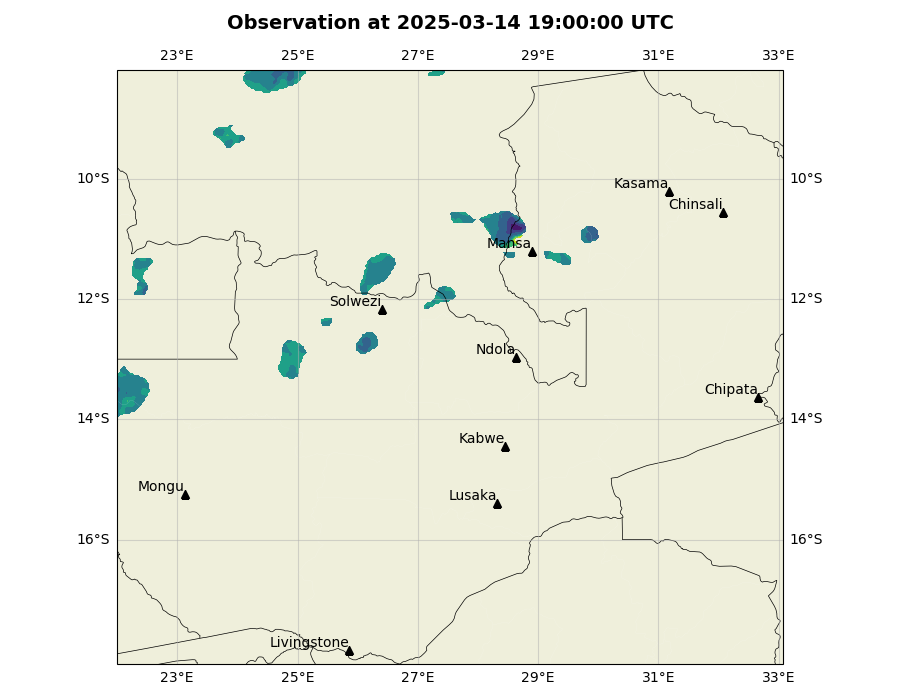 Observation at 2025-03-14 19:00:00 UTC
23°E 25°E 27°E 29°E 31°E 33°E
10°S 10°S
Kasama
Chinsali
Mansa
12°S 12°S
Solwezi
Ndola
Chipata
14°S 14°S
Kabwe
Mongu
Lusaka
16°S 16°S
Livingstone
23°E 25°E 27°E 29°E 31°E 33°E